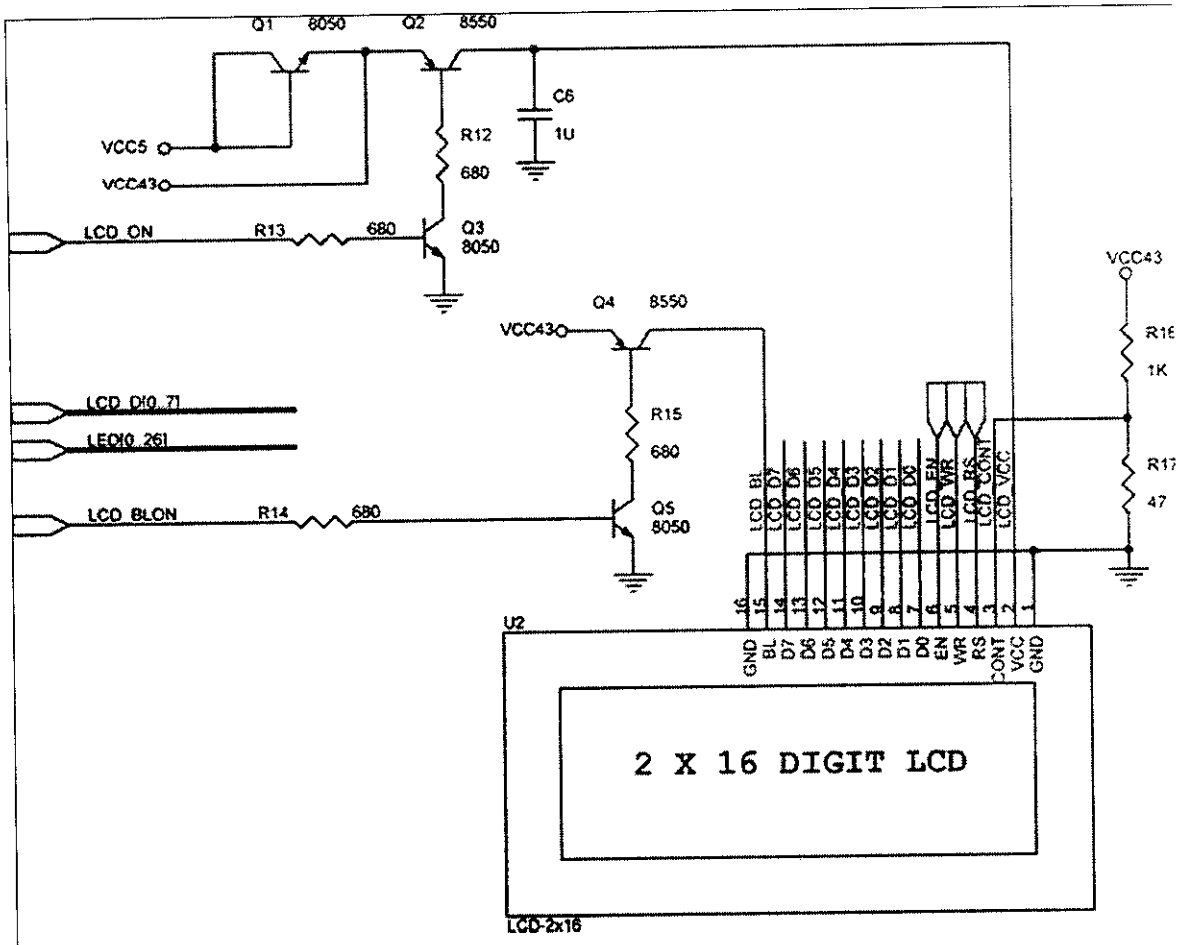 Q1 8050 Q2 8550
C6
1U
R12
680
VCC5
VCC43
LCD_ON
R13 680
Q3
8050
VCC43
R16
1K
Q4 8550
VCC43
LCD_D[0..7]
LED[0..26]
R15
680
R17
47
LCD_BLON
R14 680
Q5
8050
LCD_BL
LCD_D7
LCD_D6
LCD_D5
LCD_D4
LCD_D3
LCD_D2
LCD_D1
LCD_D0
LCD_EN
LCD_WR
LCD_RS
LCD_CONT
LCD_VCC
16 15 14 13 12 11 10 9 8 7 6 5 4 3 2 1
U2
GND BL D7 D6 D5 D4 D3 D2 D1 D0 EN WR RS CONT VCC GND
2 X 16 DIGIT LCD
LCD-2x16